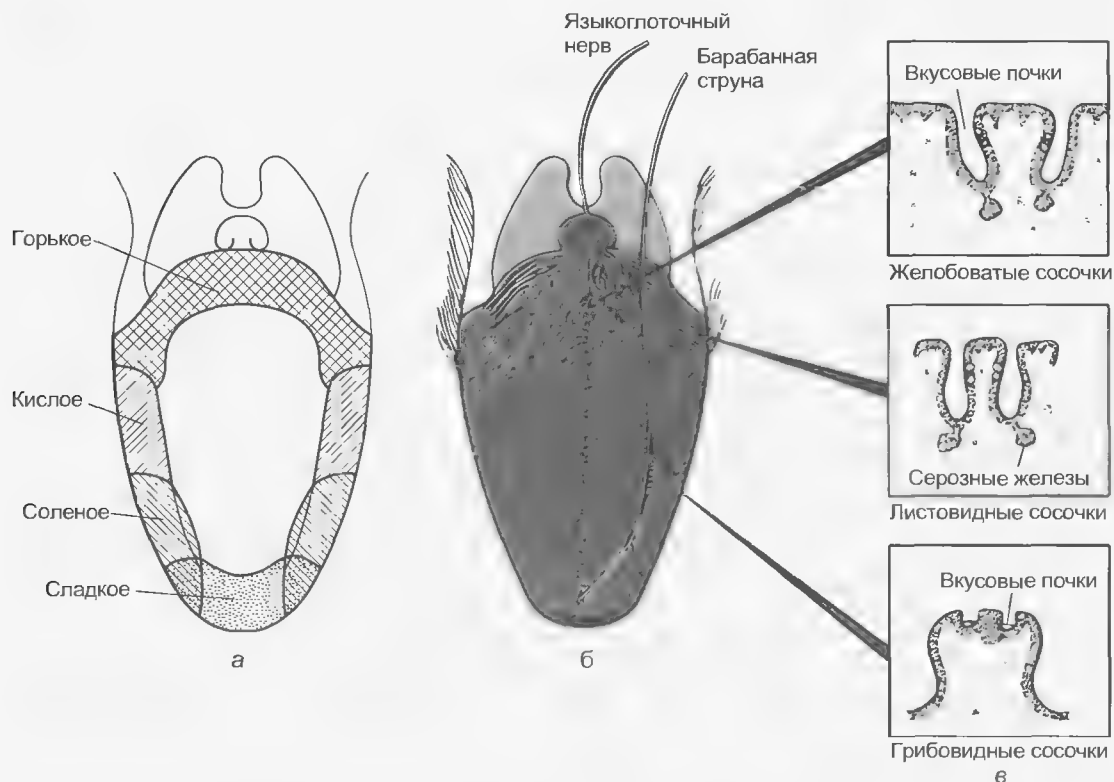 Языкоглоточный
нерв
Барабанная
струна
Вкусовые почки
Желобоватые сосочки
Горькое
Кислое
Соленое
Сладкое
Серозные железы
Листовидные сосочки
Вкусовые почки
Грибовидные сосочки
а
б
в